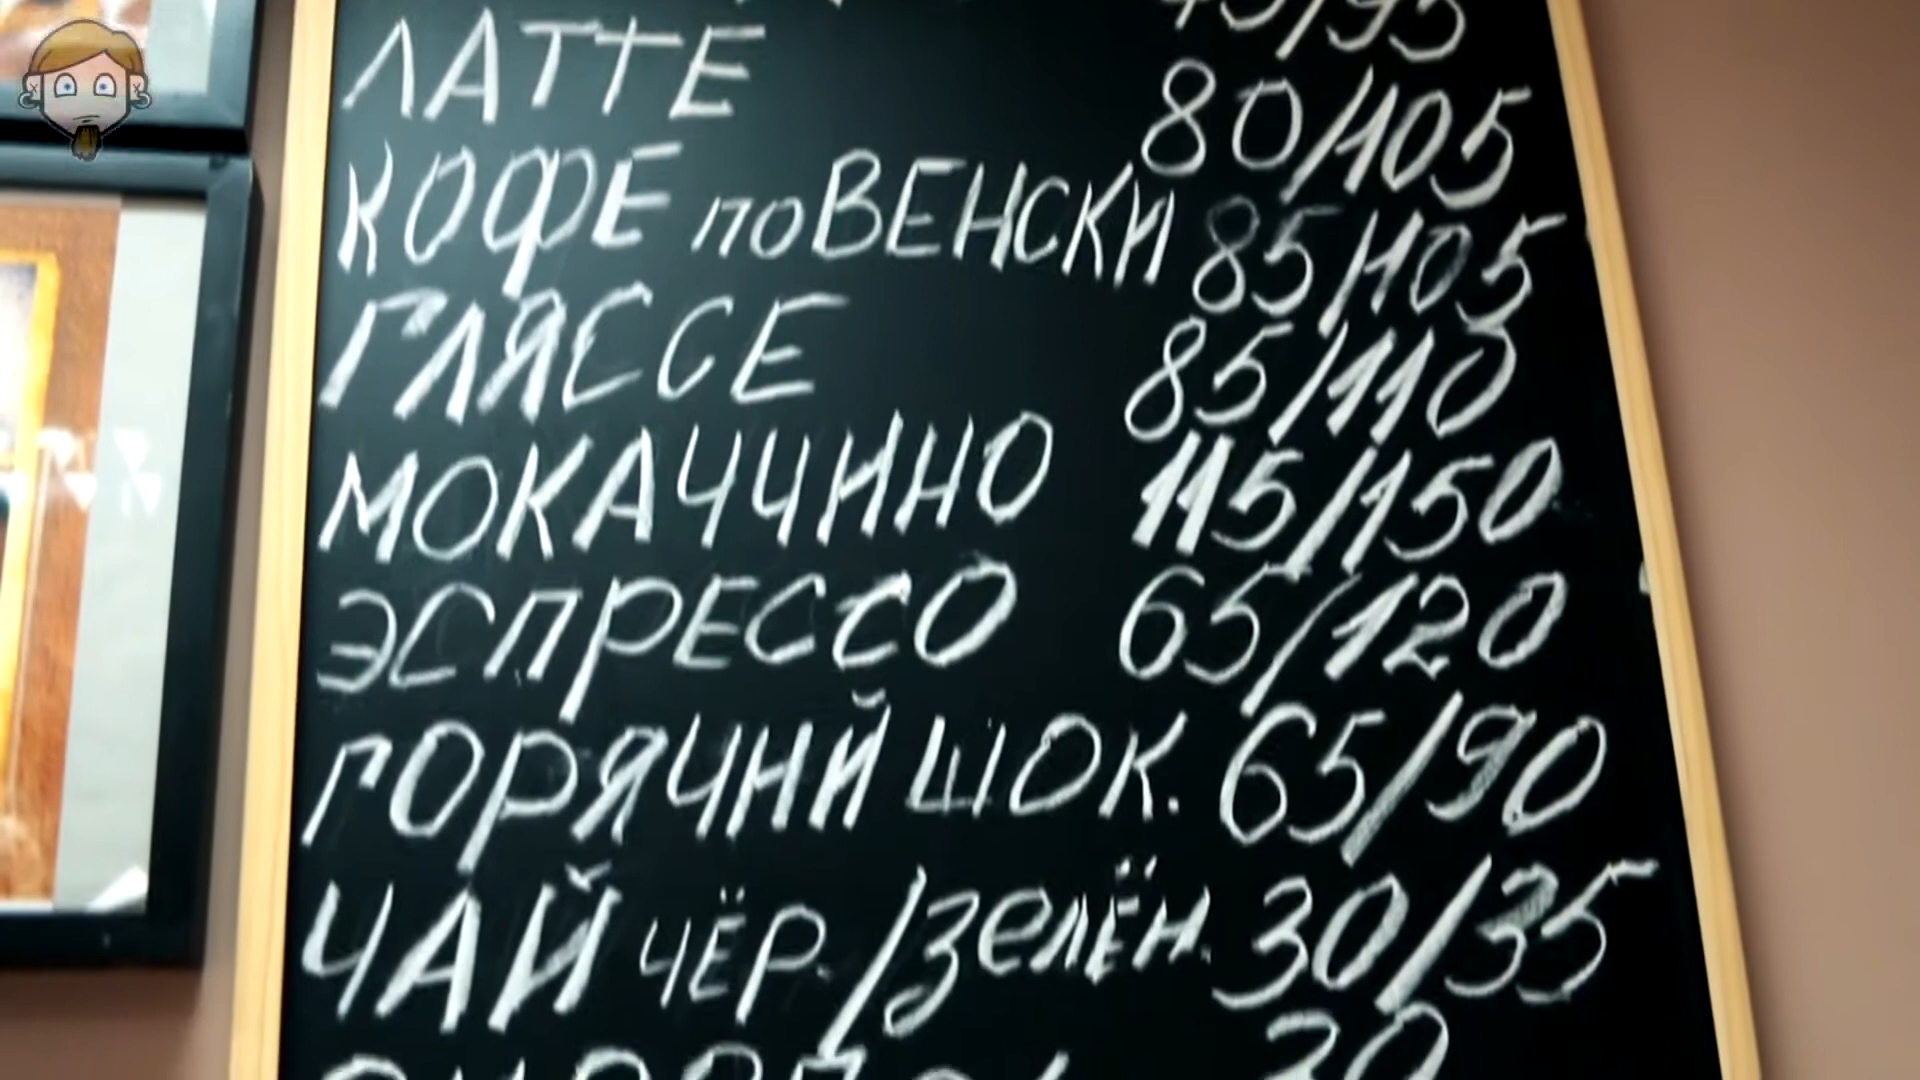 ЛАТТЕ 80/105
КОФЕ по ВЕНСКИ 85/105
ГЛЯССЕ 85/110
МОКАЧЧИНО 115/150
ЭСПРЕССО 65/120
ГОРЯЧИЙ ШОК. 65/90
ЧАЙ ЧЁР./ЗЕЛЁН. 30/35